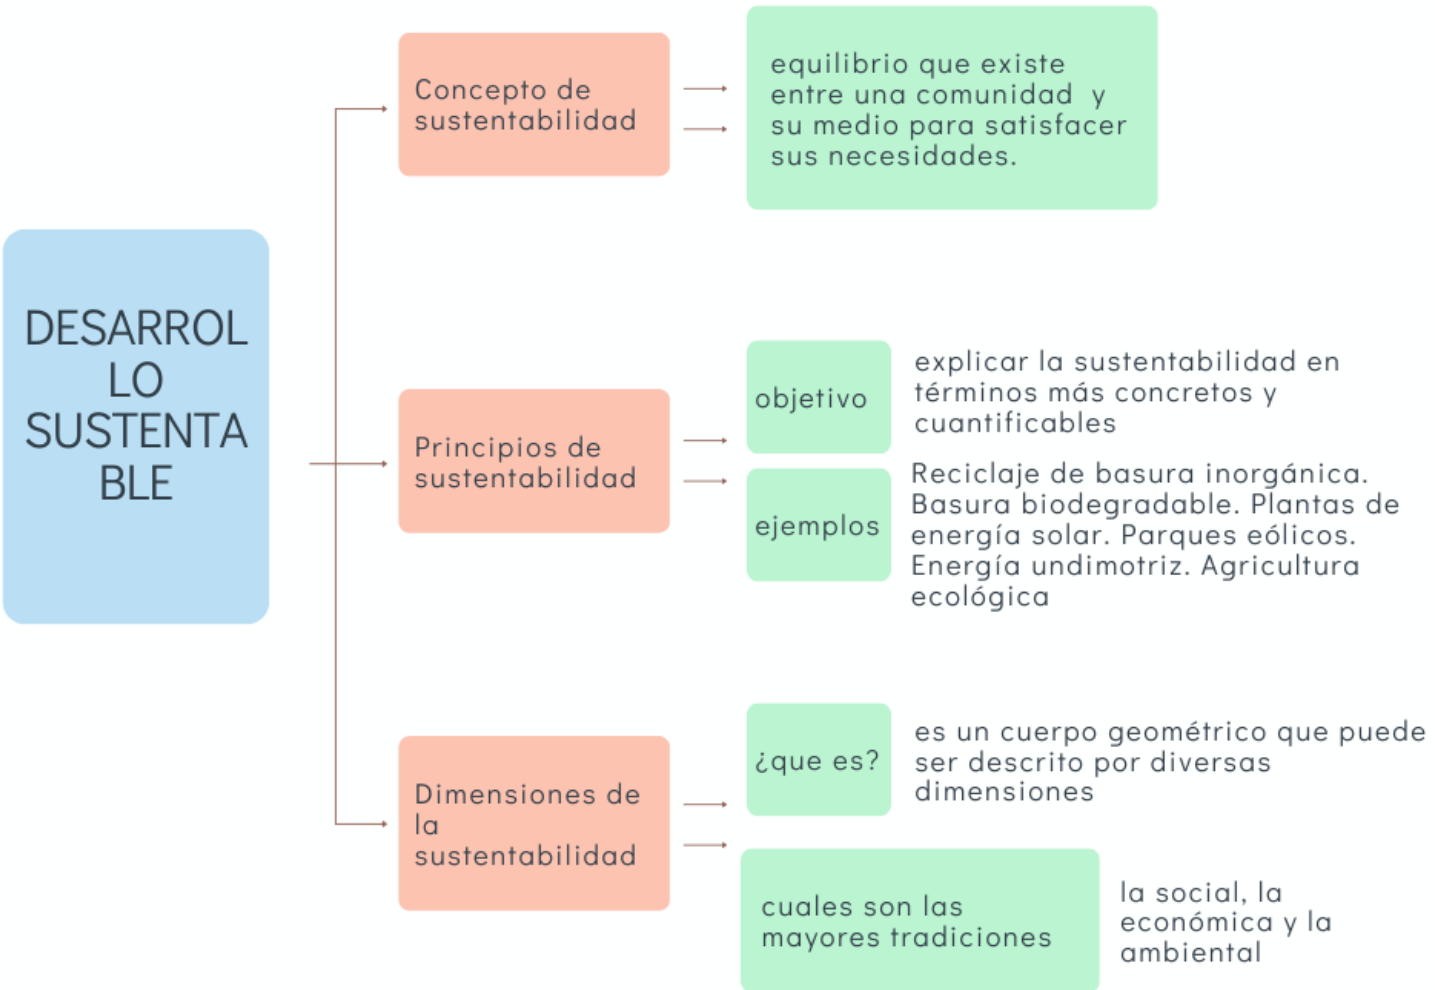 DESARROL
LO
SUSTENTA
BLE
Concepto de
sustentabilidad
equilibrio que existe
entre una comunidad y
su medio para satisfacer
sus necesidades.
Principios de
sustentabilidad
objetivo
explicar la sustentabilidad en
términos más concretos y
cuantificables
ejemplos
Reciclaje de basura inorgánica.
Basura biodegradable. Plantas de
energía solar. Parques eólicos.
Energía undimotriz. Agricultura
ecológica
Dimensiones de
la
sustentabilidad
¿que es?
es un cuerpo geométrico que puede
ser descrito por diversas
dimensiones
cuales son las
mayores tradiciones
la social, la
económica y la
ambiental